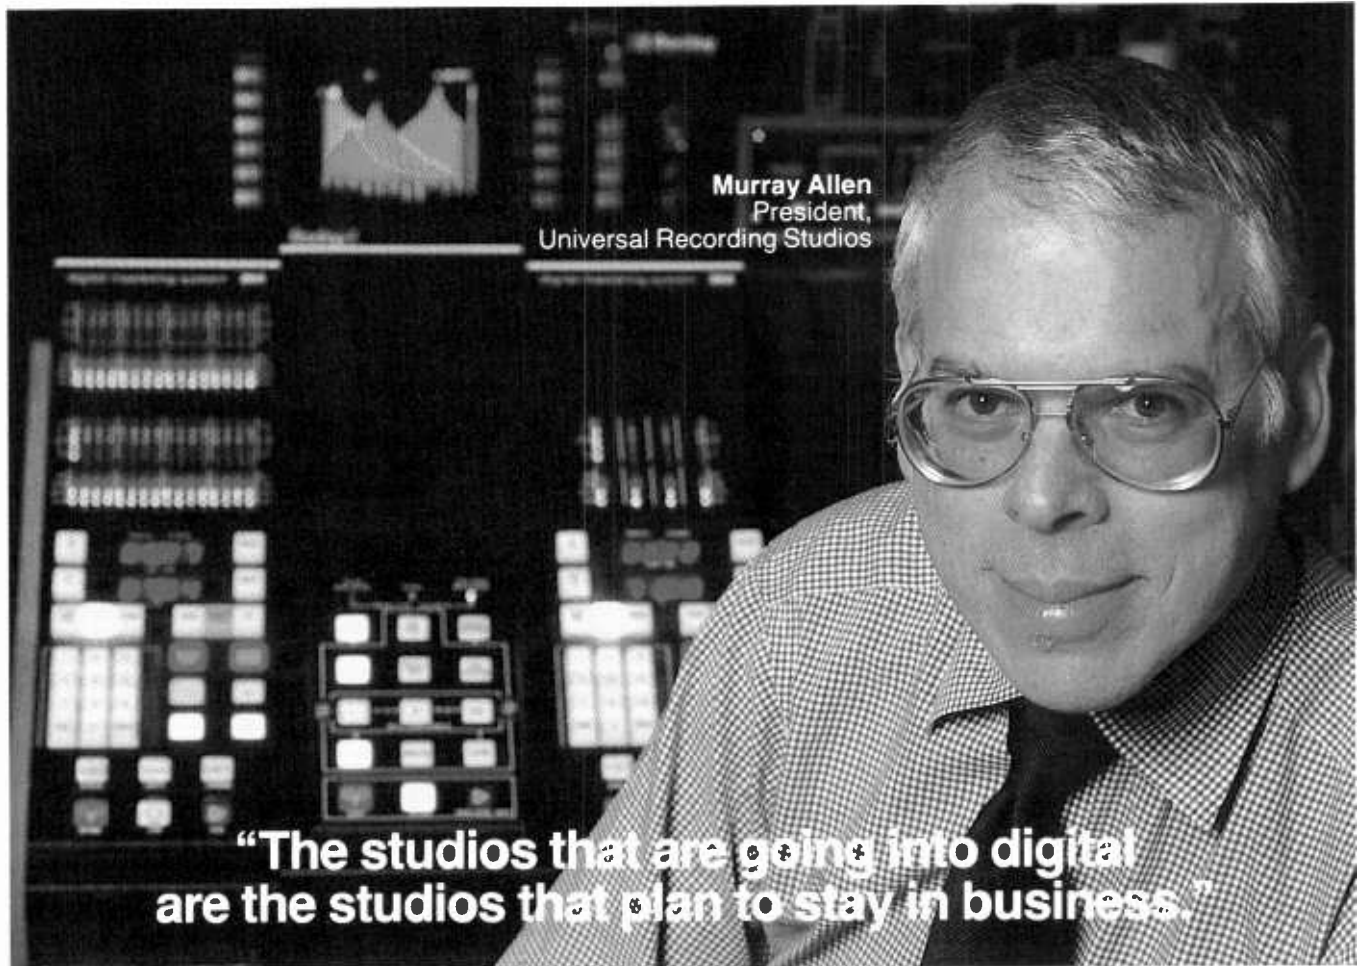 Murray Allen
President,
Universal Recording Studios
“The studios that are going into digital
are the studios that plan to stay in business.”